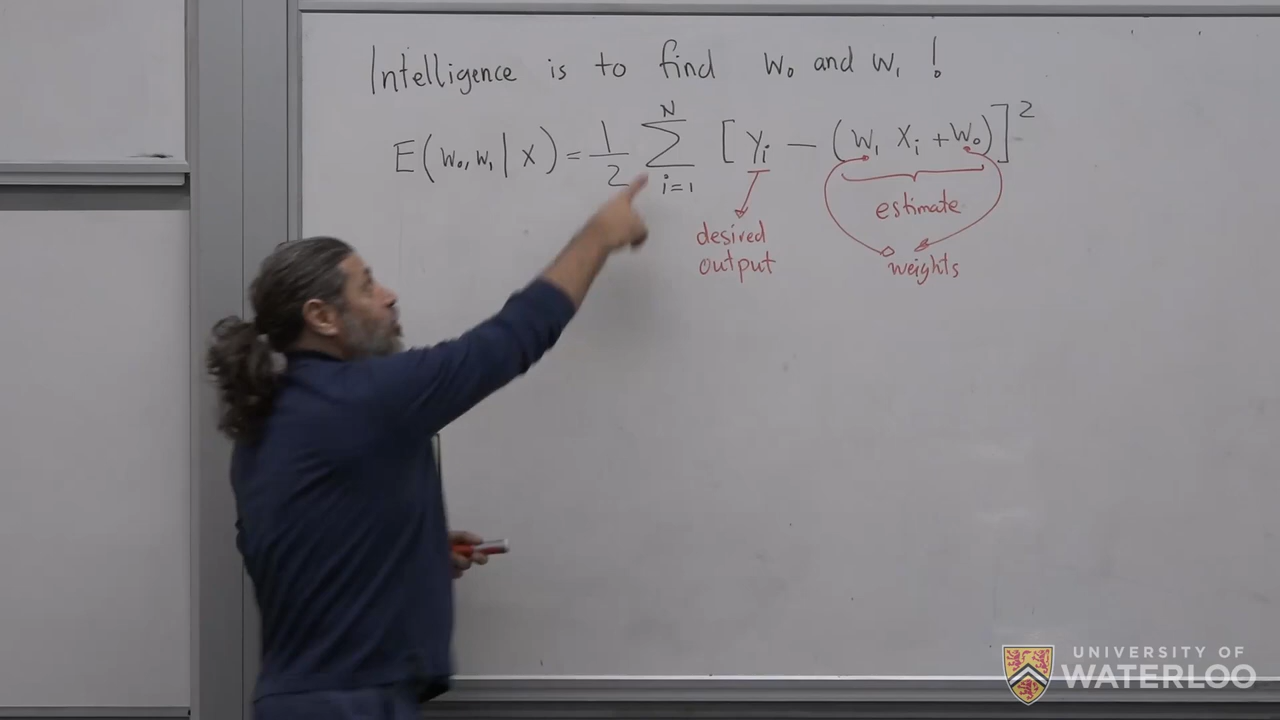 Intelligence is to find w₀ and w₁ !
E(w₀, w₁ | X) = 1/2 N Σ i=1 [yᵢ — (w₁ xᵢ + w₀)]²
estimate
desired
output
weights
UNIVERSITY OF
WATERLOO